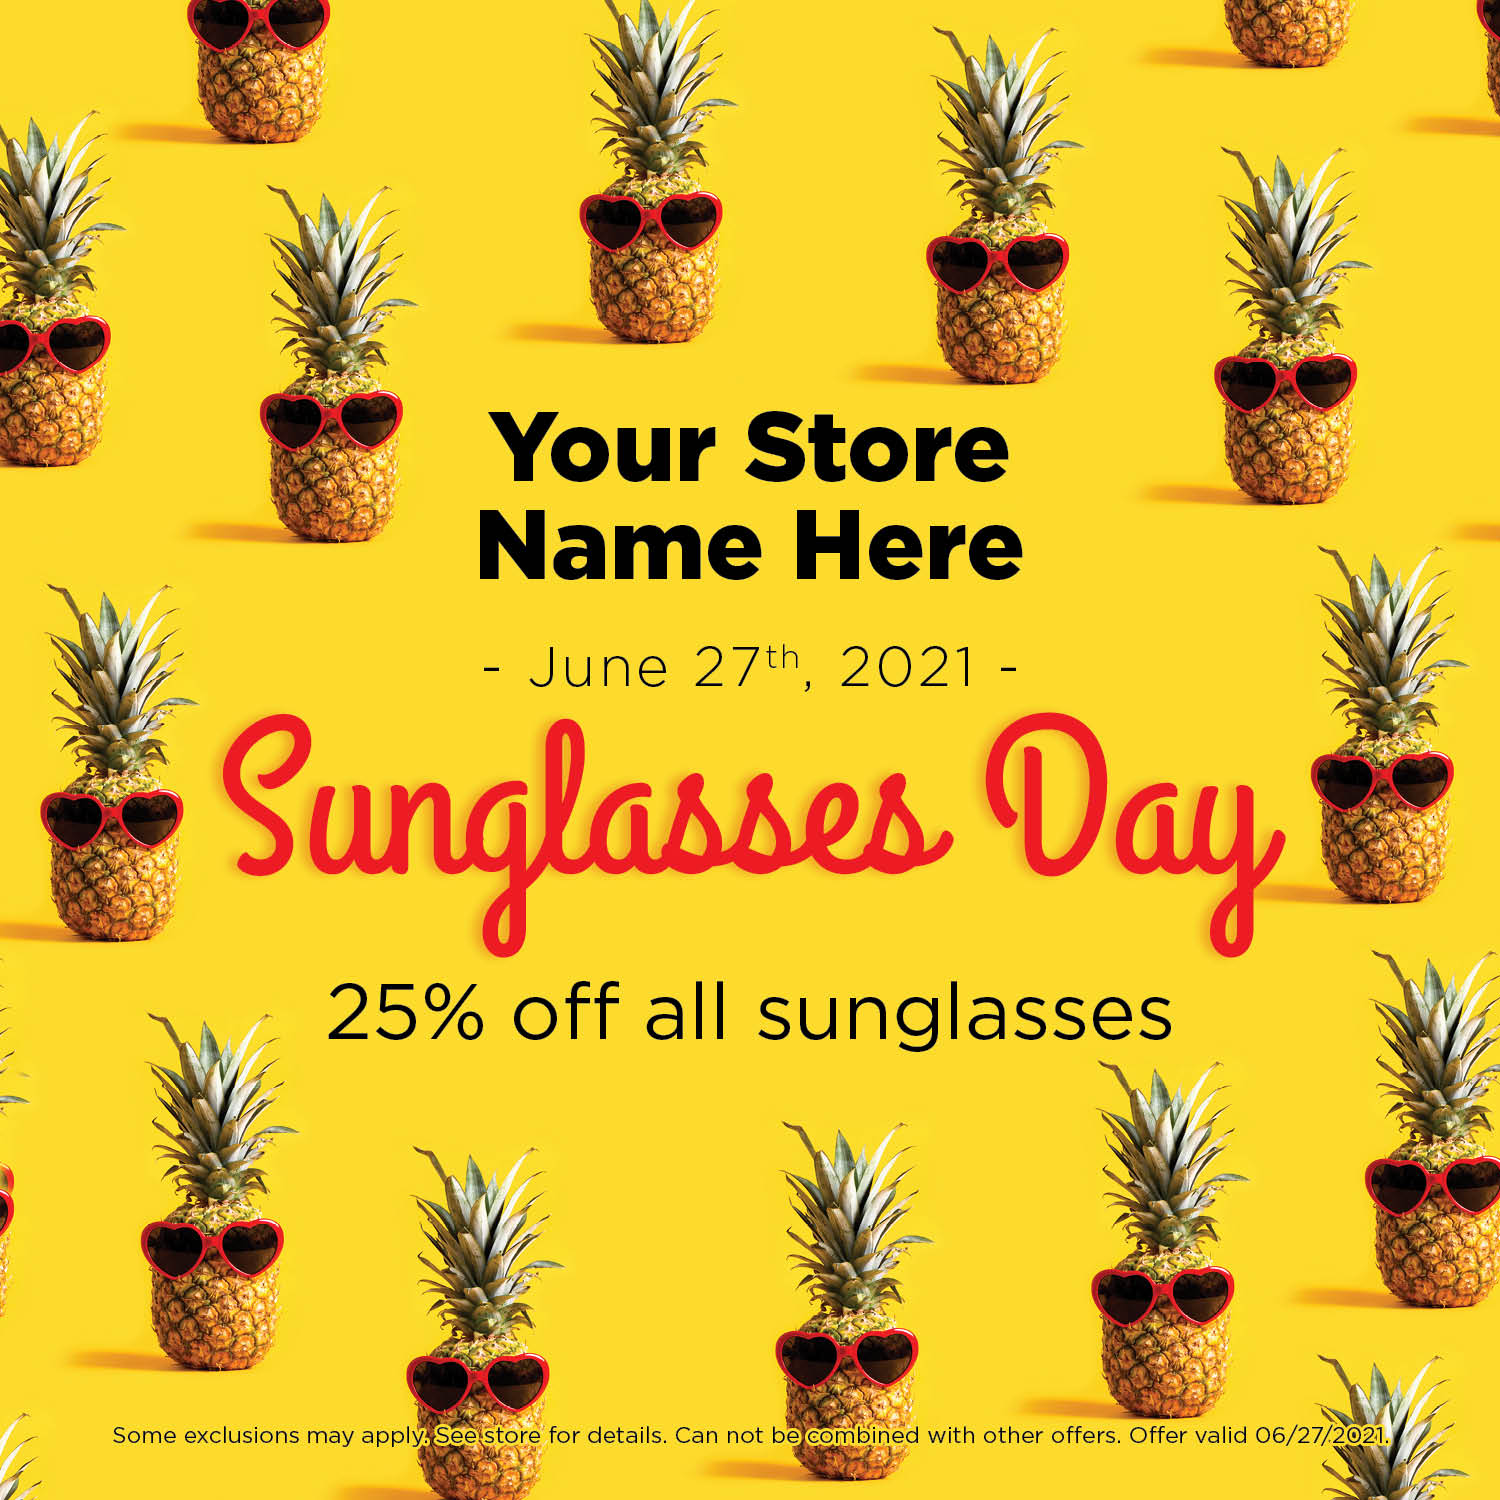 Your Store
Name Here
- June 27th, 2021 -
Sunglasses Day
25% off all sunglasses
Some exclusions may apply. See store for details. Can not be combined with other offers. Offer valid 06/27/2021.